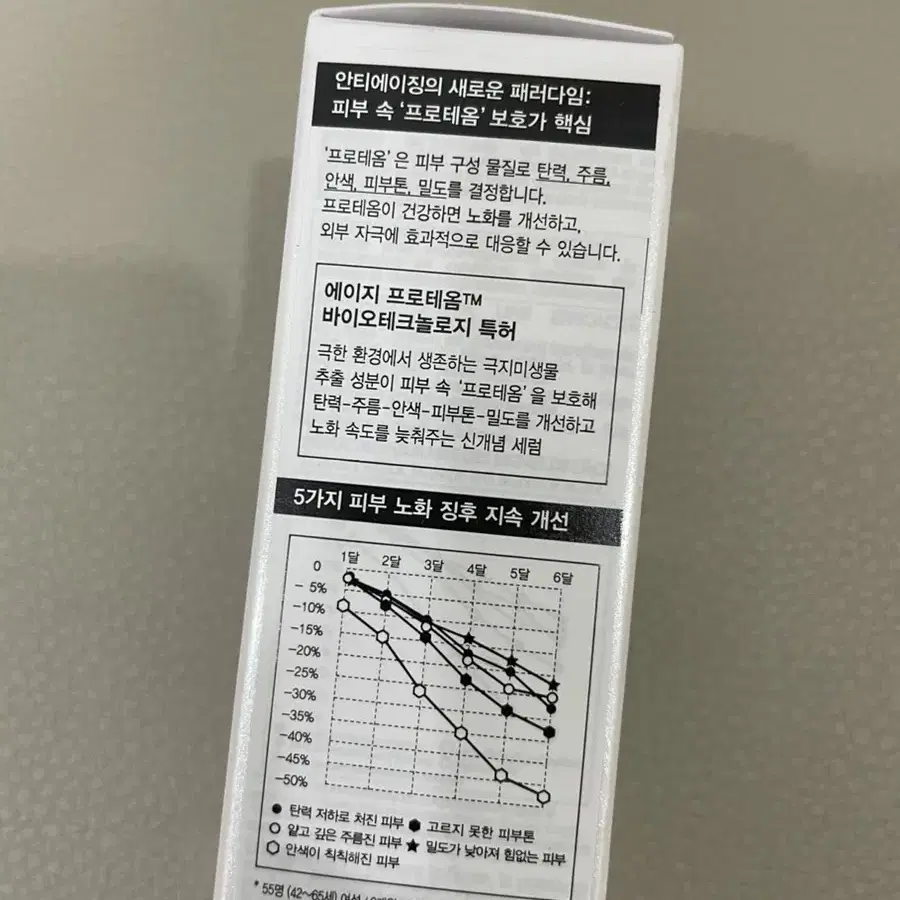 안티에이징의 새로운 패러다임:
피부 속 '프로테옴' 보호가 핵심
'프로테옴'은 피부 구성 물질로 탄력, 주름,
안색, 피부톤, 밀도를 결정합니다.
프로테옴이 건강하면 노화를 개선하고,
외부 자극에 효과적으로 대응할 수 있습니다.
에이지 프로테옴™
바이오테크놀로지 특허
극한 환경에서 생존하는 극지미생물
추출 성분이 피부 속 '프로테옴'을 보호해
탄력-주름-안색-피부톤-밀도를 개선하고
노화 속도를 늦춰주는 신개념 세럼
5가지 피부 노화 징후 지속 개선
1달 2달 3달 4달 5달 6달
0
- 5%
-10%
-15%
-20%
-25%
-30%
-35%
-40%
-45%
-50%
탄력 저하로 처진 피부 고르지 못한 피부톤
얕고 깊은 주름진 피부 밀도가 낮아져 힘없는 피부
안색이 칙칙해진 피부
* 55명 (42~65세) 여성